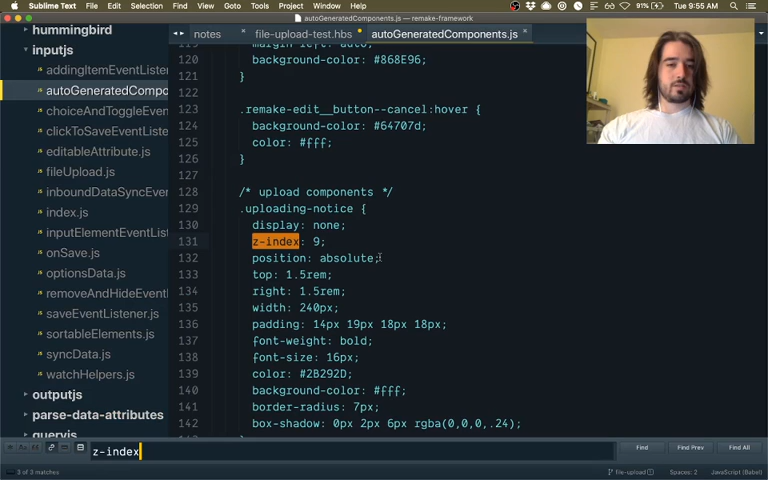 Sublime Text File Edit Selection Find View Goto Tools Project Window Help
91% Tue 9:55 AM
autoGeneratedComponents.js — remake-framework
notes file-upload-test.hbs autoGeneratedComponents.js
hummingbird
inputjs
addingItemEventListe
autoGeneratedCompo
choiceAndToggleEven
clickToSaveEventListe
editableAttribute.js
fileUpload.js
inboundDataSyncEve
index.js
inputElementEventList
onSave.js
optionsData.js
removeAndHideEventl
saveEventListener.js
sortableElements.js
syncData.js
watchHelpers.js
outputjs
parse-data-attributes
queryjs
119 margin-left: auto;
120 background-color: #868E96;
121 }
122
123 .remake-edit__button--cancel:hover {
124 background-color: #64707d;
125 color: #fff;
126 }
127
128 /* upload components */
129 .uploading-notice {
130 display: none;
131 z-index: 9;
132 position: absolute;
133 top: 1.5rem;
134 right: 1.5rem;
135 width: 240px;
136 padding: 14px 19px 18px 18px;
137 font-weight: bold;
138 font-size: 16px;
139 color: #2B292D;
140 background-color: #fff;
141 border-radius: 7px;
142 box-shadow: 0px 2px 6px rgba(0,0,0,.24);
z-index
Find Find Prev Find All
3 of 3 matches
file-upload Spaces: 2 JavaScript (Babel)